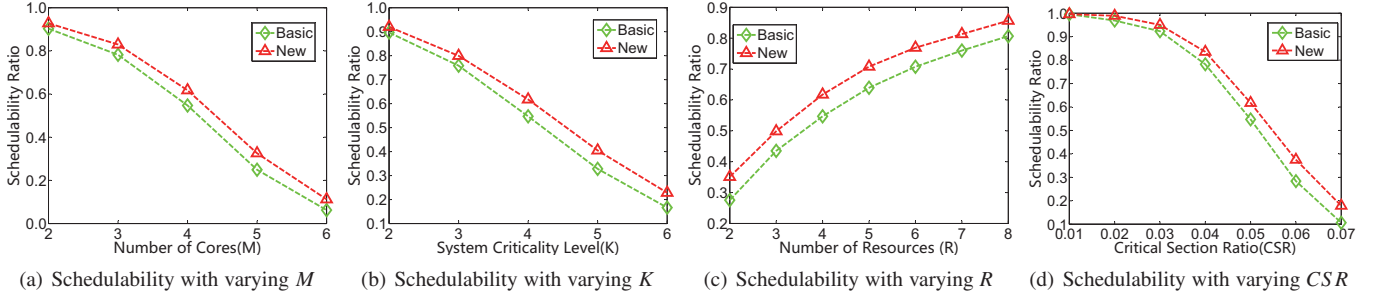 Schedulability Ratio
1.0
0.8
0.6
0.4
0.2
0.0
2
3
4
5
6
Number of Cores(M)
Basic
New
(a) Schedulability with varying M
Schedulability Ratio
1.0
0.9
0.8
0.7
0.6
0.5
0.4
0.3
0.2
0.1
2
3
4
5
6
System Criticality Level(K)
Basic
New
(b) Schedulability with varying K
Schedulability Ratio
0.9
0.8
0.7
0.6
0.5
0.4
0.3
0.2
2
3
4
5
6
7
8
Number of Resources (R)
Basic
New
(c) Schedulability with varying R
Schedulability Ratio
1.0
0.9
0.8
0.7
0.6
0.5
0.4
0.3
0.2
0.1
0.01
0.02
0.03
0.04
0.05
0.06
0.07
Critical Section Ratio(CSR)
Basic
New
(d) Schedulability with varying CSR